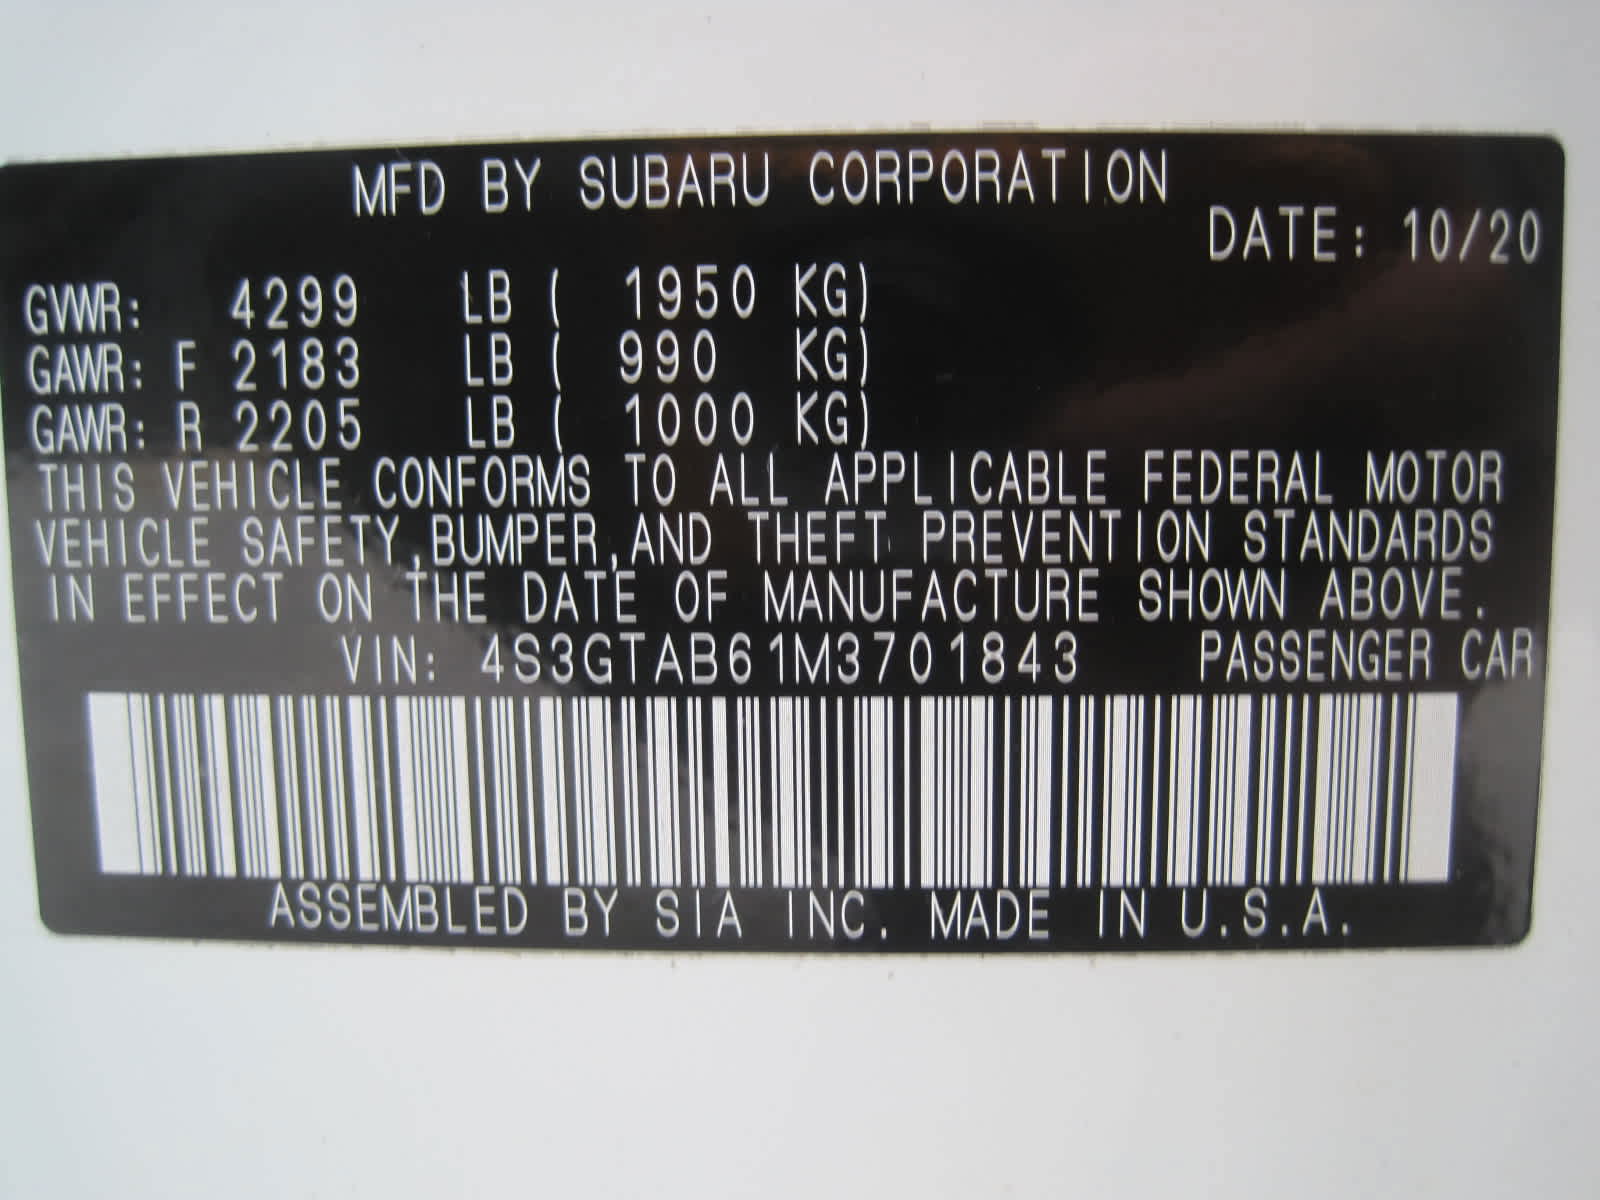 MFD BY SUBARU CORPORATION
DATE: 10/20
GVWR: 4299 LB ( 1950 KG)
GAWR: F 2183 LB ( 990 KG)
GAWR: R 2205 LB ( 1000 KG)
THIS VEHICLE CONFORMS TO ALL APPLICABLE FEDERAL MOTOR
VEHICLE SAFETY,BUMPER,AND THEFT PREVENTION STANDARDS
IN EFFECT ON THE DATE OF MANUFACTURE SHOWN ABOVE.
VIN: 4S3GTAB61M3701843 PASSENGER CAR
ASSEMBLED BY SIA INC. MADE IN U.S.A.